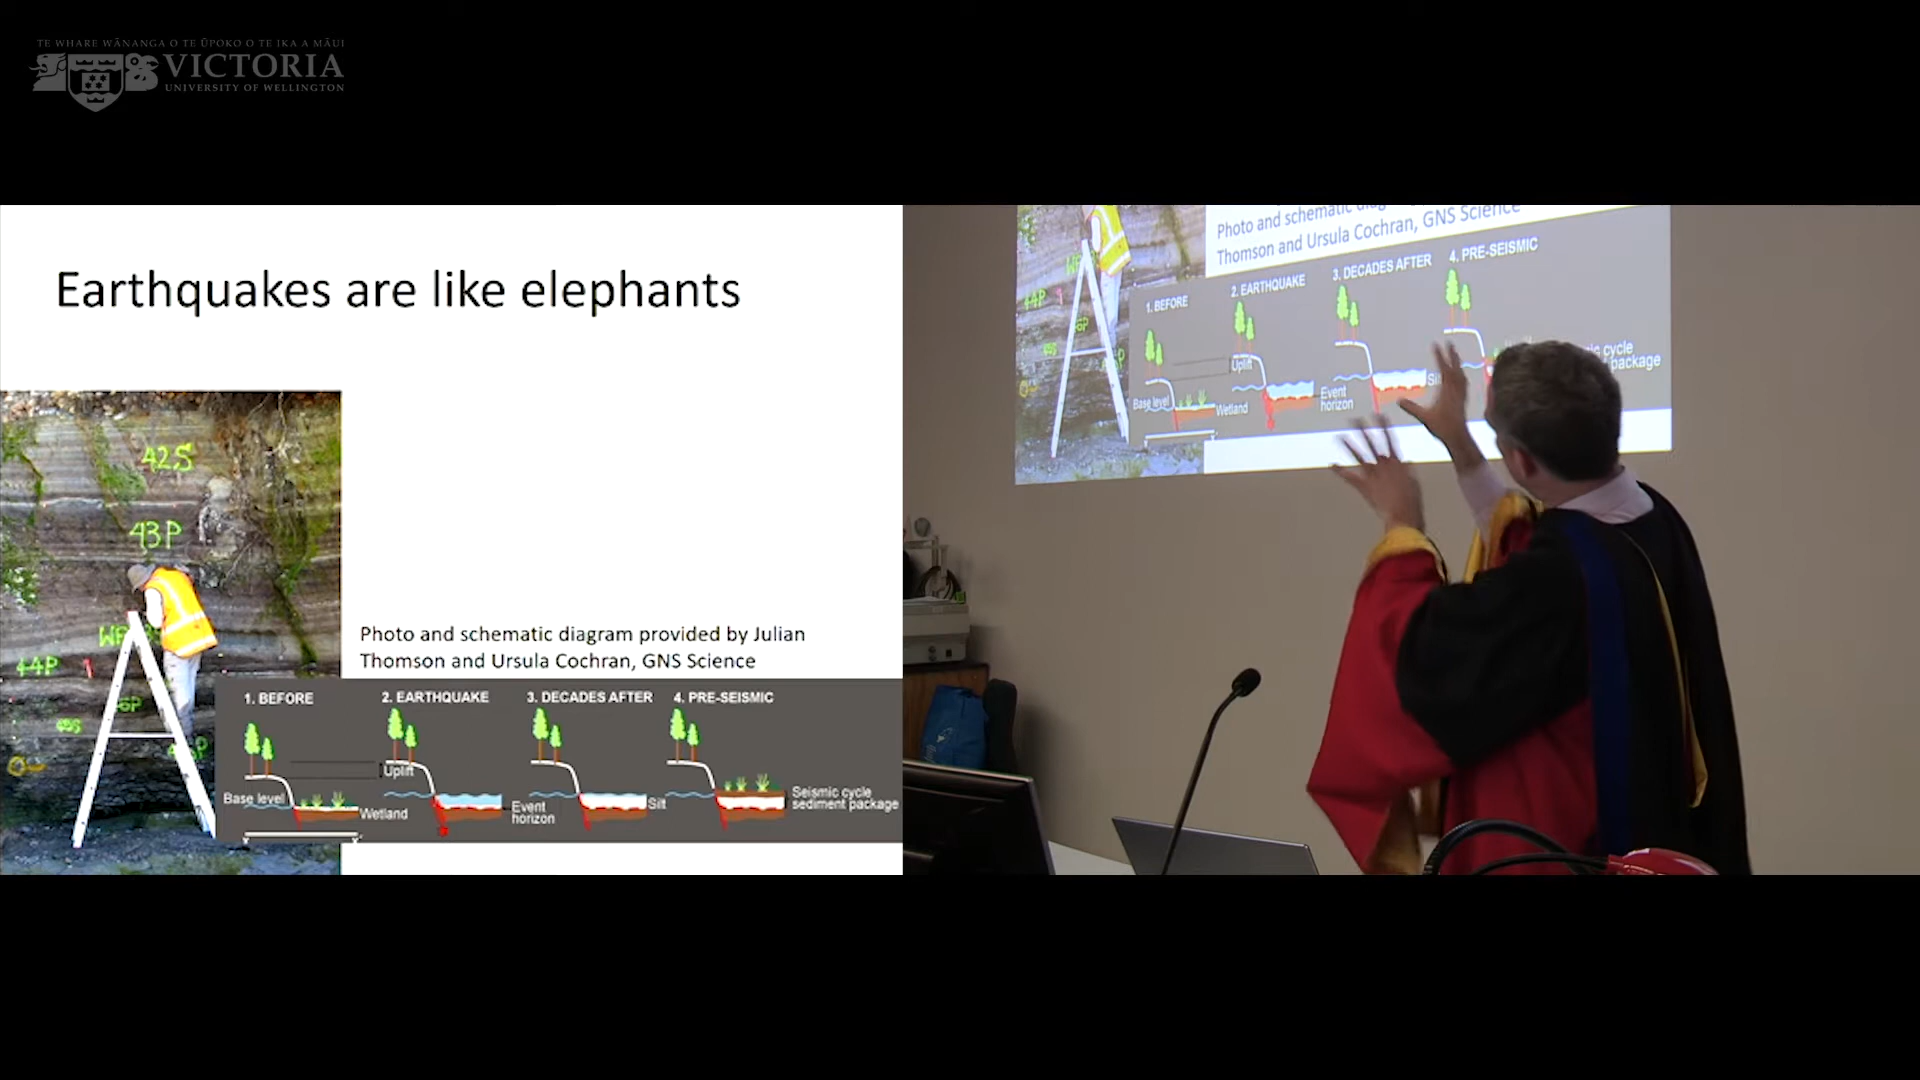 TE WHARE WĀNANGA O TE ŪPOKO O TE IKA A MĀUI
VICTORIA
UNIVERSITY OF WELLINGTON
Earthquakes are like elephants
42S
43P
44P
6P
Photo and schematic diagram provided by Julian
Thomson and Ursula Cochran, GNS Science
1. BEFORE
2. EARTHQUAKE
3. DECADES AFTER
4. PRE-SEISMIC
Uplift
Base level
Wetland
Event
horizon
Silt
Seismic cycle
sediment package
Photo and schematic
Thomson and Ursula Cochran, GNS Science
1. BEFORE
2. EARTHQUAKE
3. DECADES AFTER
4. PRE-SEISMIC
44P
Uplift
Base level
Wetland
Event
horizon
cycle
package